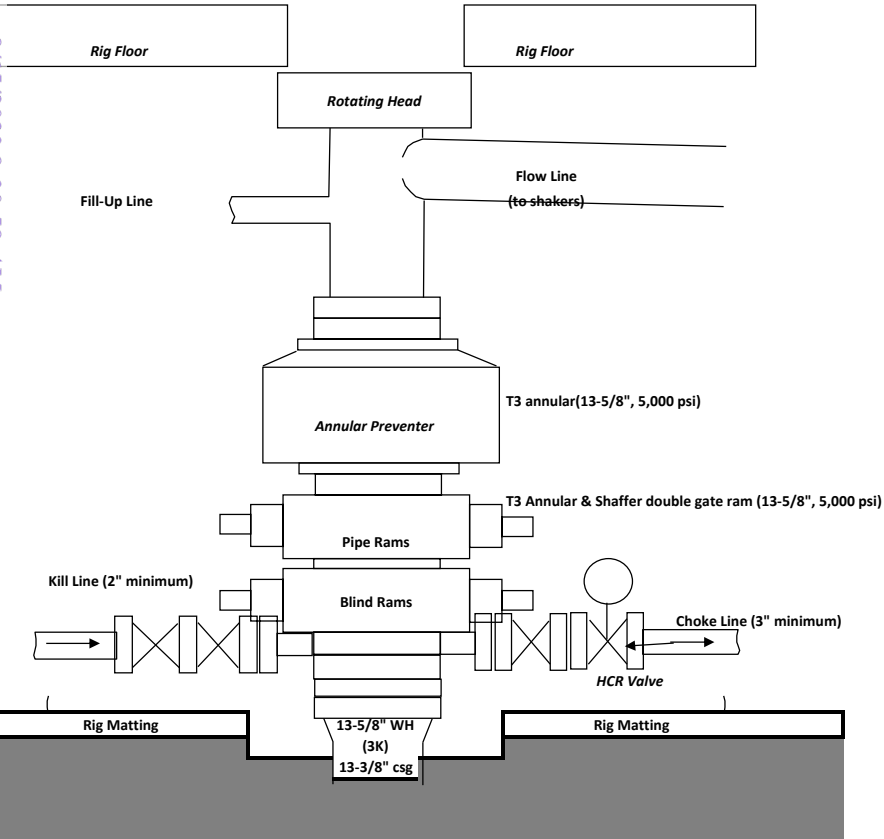 Rig Floor
Rig Floor
Rotating Head
Flow Line
(to shakers)
Fill-Up Line
T3 annular(13-5/8", 5,000 psi)
Annular Preventer
T3 Annular & Shaffer double gate ram (13-5/8", 5,000 psi)
Pipe Rams
Kill Line (2" minimum)
Blind Rams
Choke Line (3" minimum)
HCR Valve
Rig Matting
13-5/8" WH
(3K)
13-3/8" csg
Rig Matting